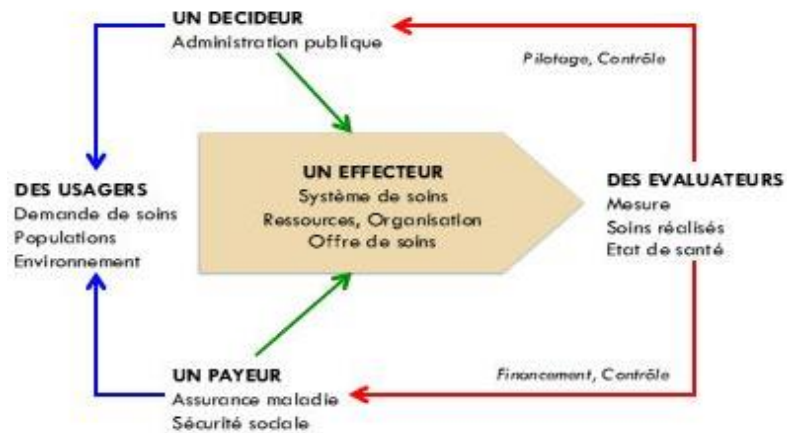 UN DECIDEUR
Administration publique
Pilotage, Contrôle
UN EFFECTEUR
Système de soins
Ressources, Organisation
Offre de soins
DES USAGERS
Demande de soins
Populations
Environnement
DES EVALUATEURS
Mesure
Soins réalisés
Etat de santé
UN PAYEUR
Assurance maladie
Sécurité sociale
Financement, Contrôle